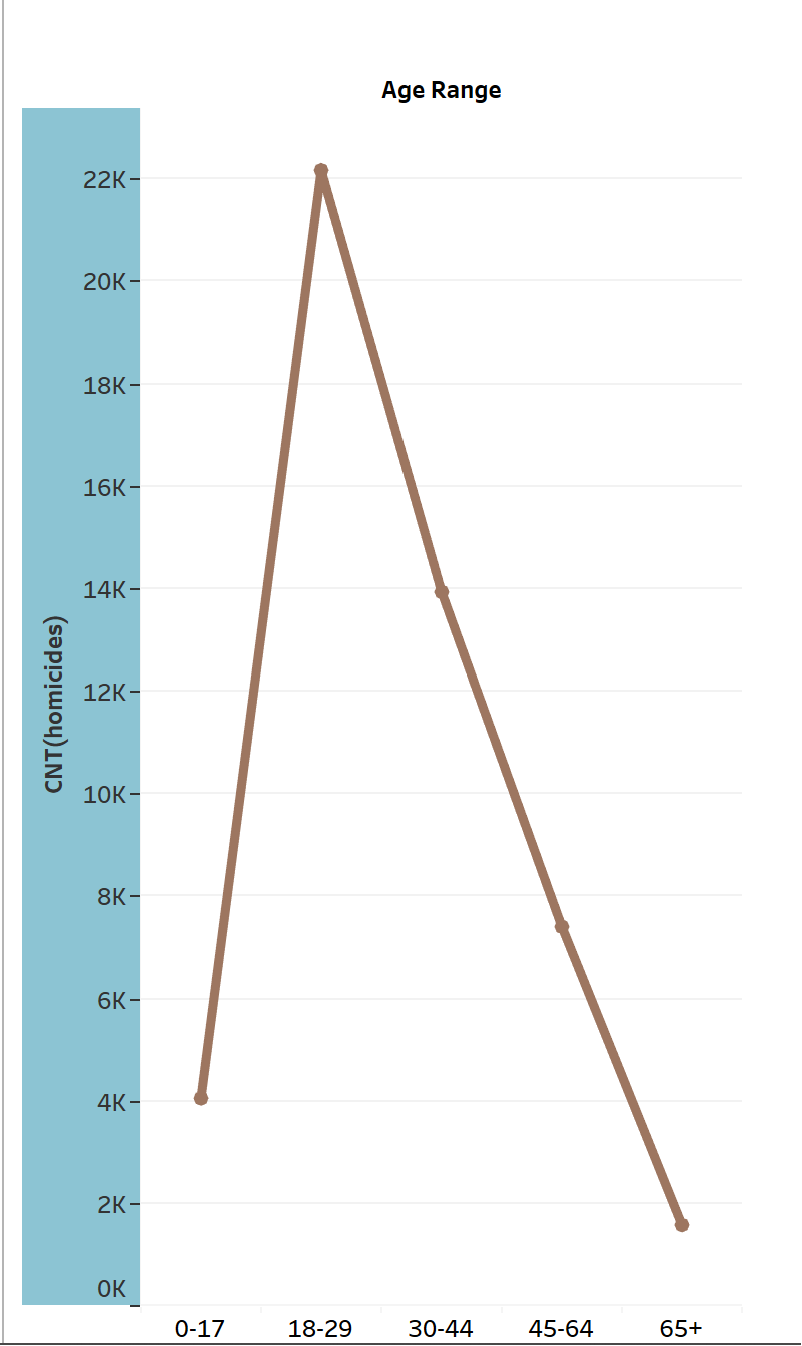 Age Range
22K
20K
18K
16K
14K
12K
10K
8K
6K
4K
2K
0K
CNT(homicides)
0-17 18-29 30-44 45-64 65+